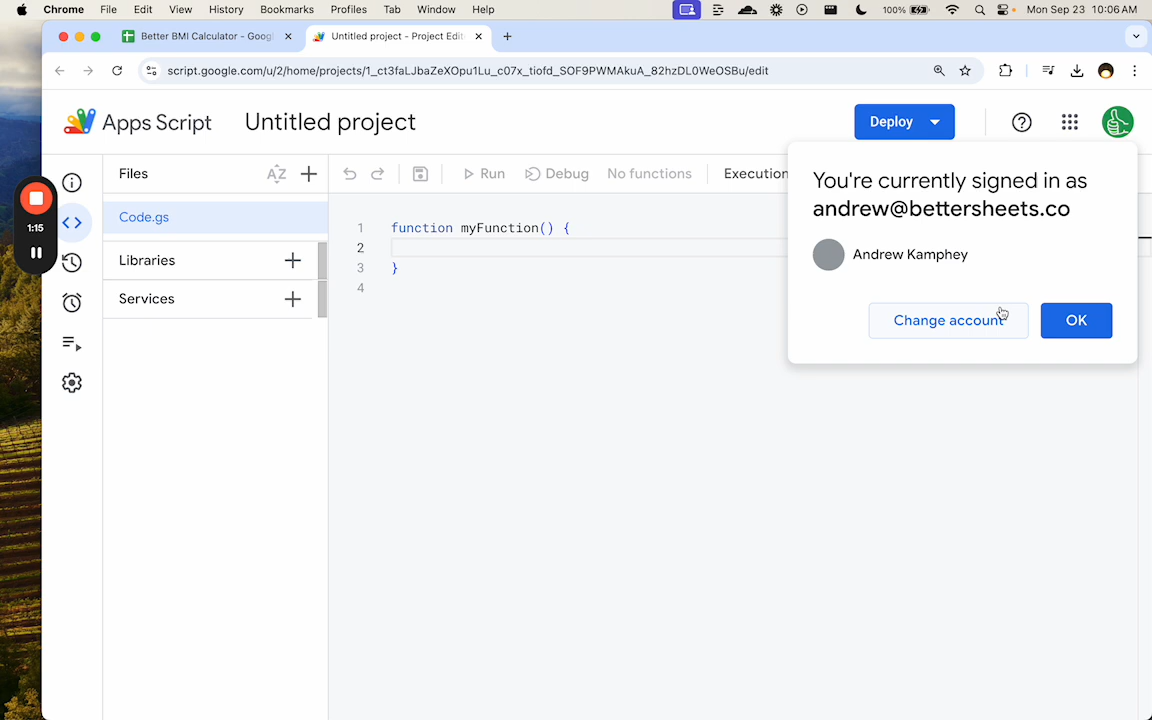 Chrome File Edit View History Bookmarks Profiles Tab Window Help 100% Mon Sep 23 10:06 AM
Better BMI Calculator - Goog
Untitled project - Project Edit
script.google.com/u/2/home/projects/1_ct3faLJbaZeXOpu1Lu_c07x_tiofd_SOF9PWMAkuA_82hzDL0WeOSBu/edit
Apps Script Untitled project
Deploy
Files
AZ
Run Debug No functions Execution
Code.gs
Libraries
Services
1:15
1 function myFunction() {
2
3 }
4
You're currently signed in as
andrew@bettersheets.co
Andrew Kamphey
Change account OK